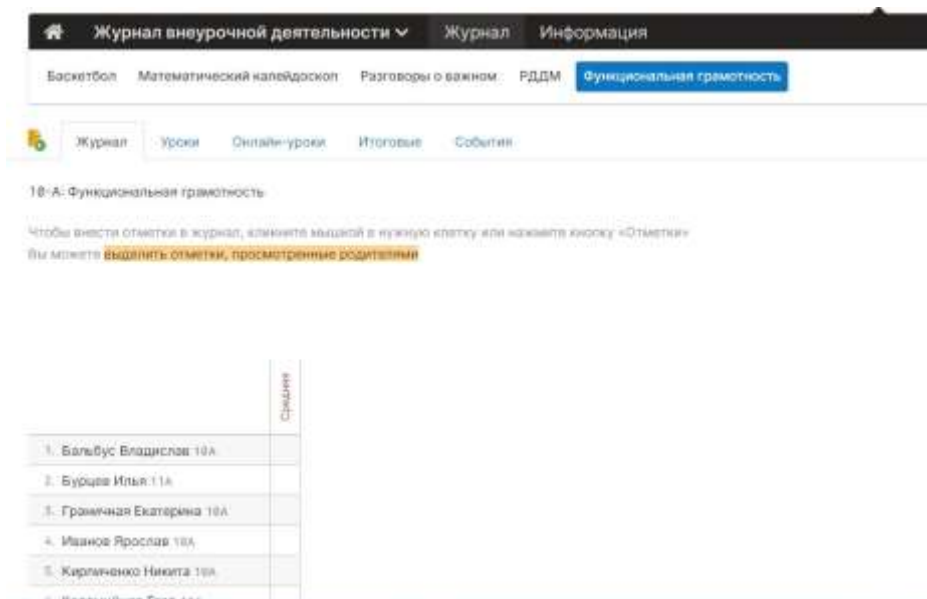 Журнал внеурочной деятельности Журнал Информация
Баскетбол Математический калейдоскоп Разговоры о важном РДДМ Функциональная грамотность
Журнал Уроки Онлайн-уроки Итоговые События
10-А: Функциональная грамотность
Чтобы внести отметки в журнал, кликните мышкой в нужную клетку или нажмите кнопку «Отметки»
Вы можете выделить отметки, просмотренные родителями
Средняя
1. Бальбус Владислав 10А
2. Бурцев Илья 11А
3. Граничная Екатерина 10А
4. Иванов Ярослав 10А
5. Кирпиченко Никита 10А